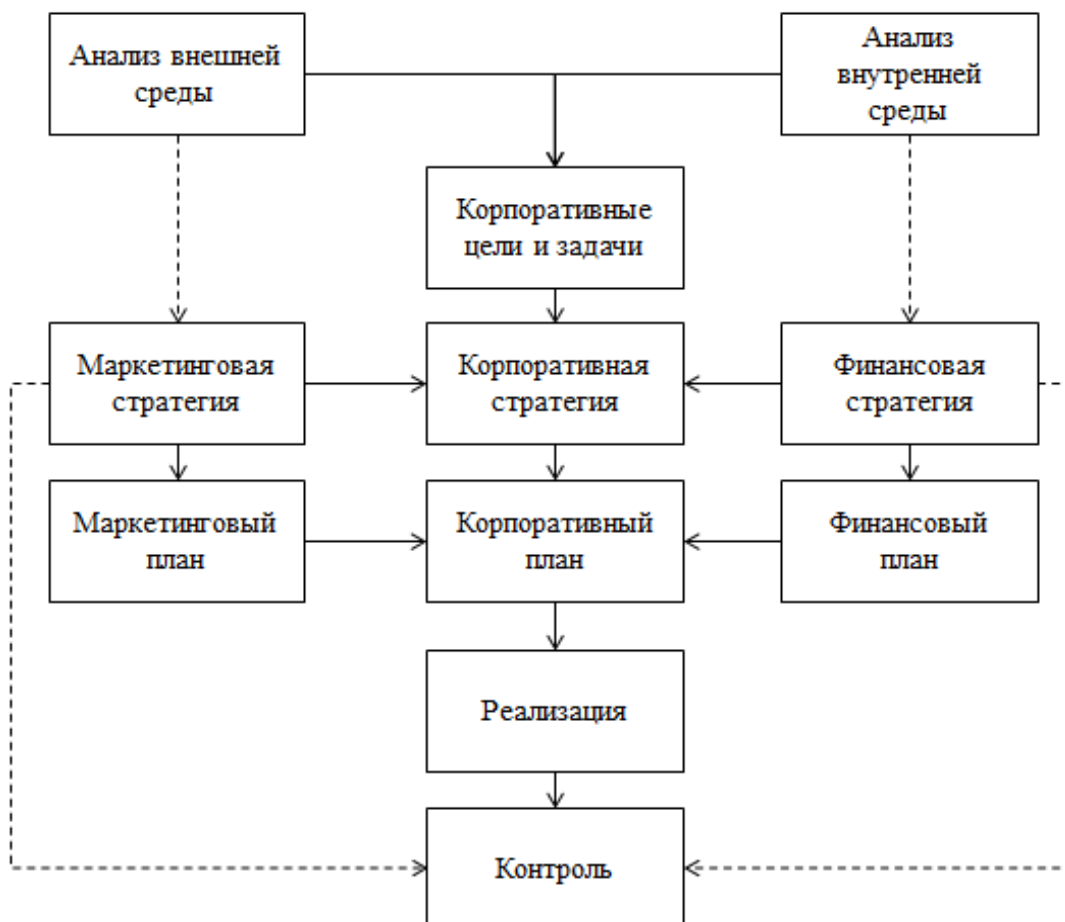 Анализ внешней
среды
Анализ
внутренней
среды
Корпоративные
цели и задачи
Маркетинговая
стратегия
Корпоративная
стратегия
Финансовая
стратегия
Маркетинговый
план
Корпоративный
план
Финансовый
план
Реализация
Контроль